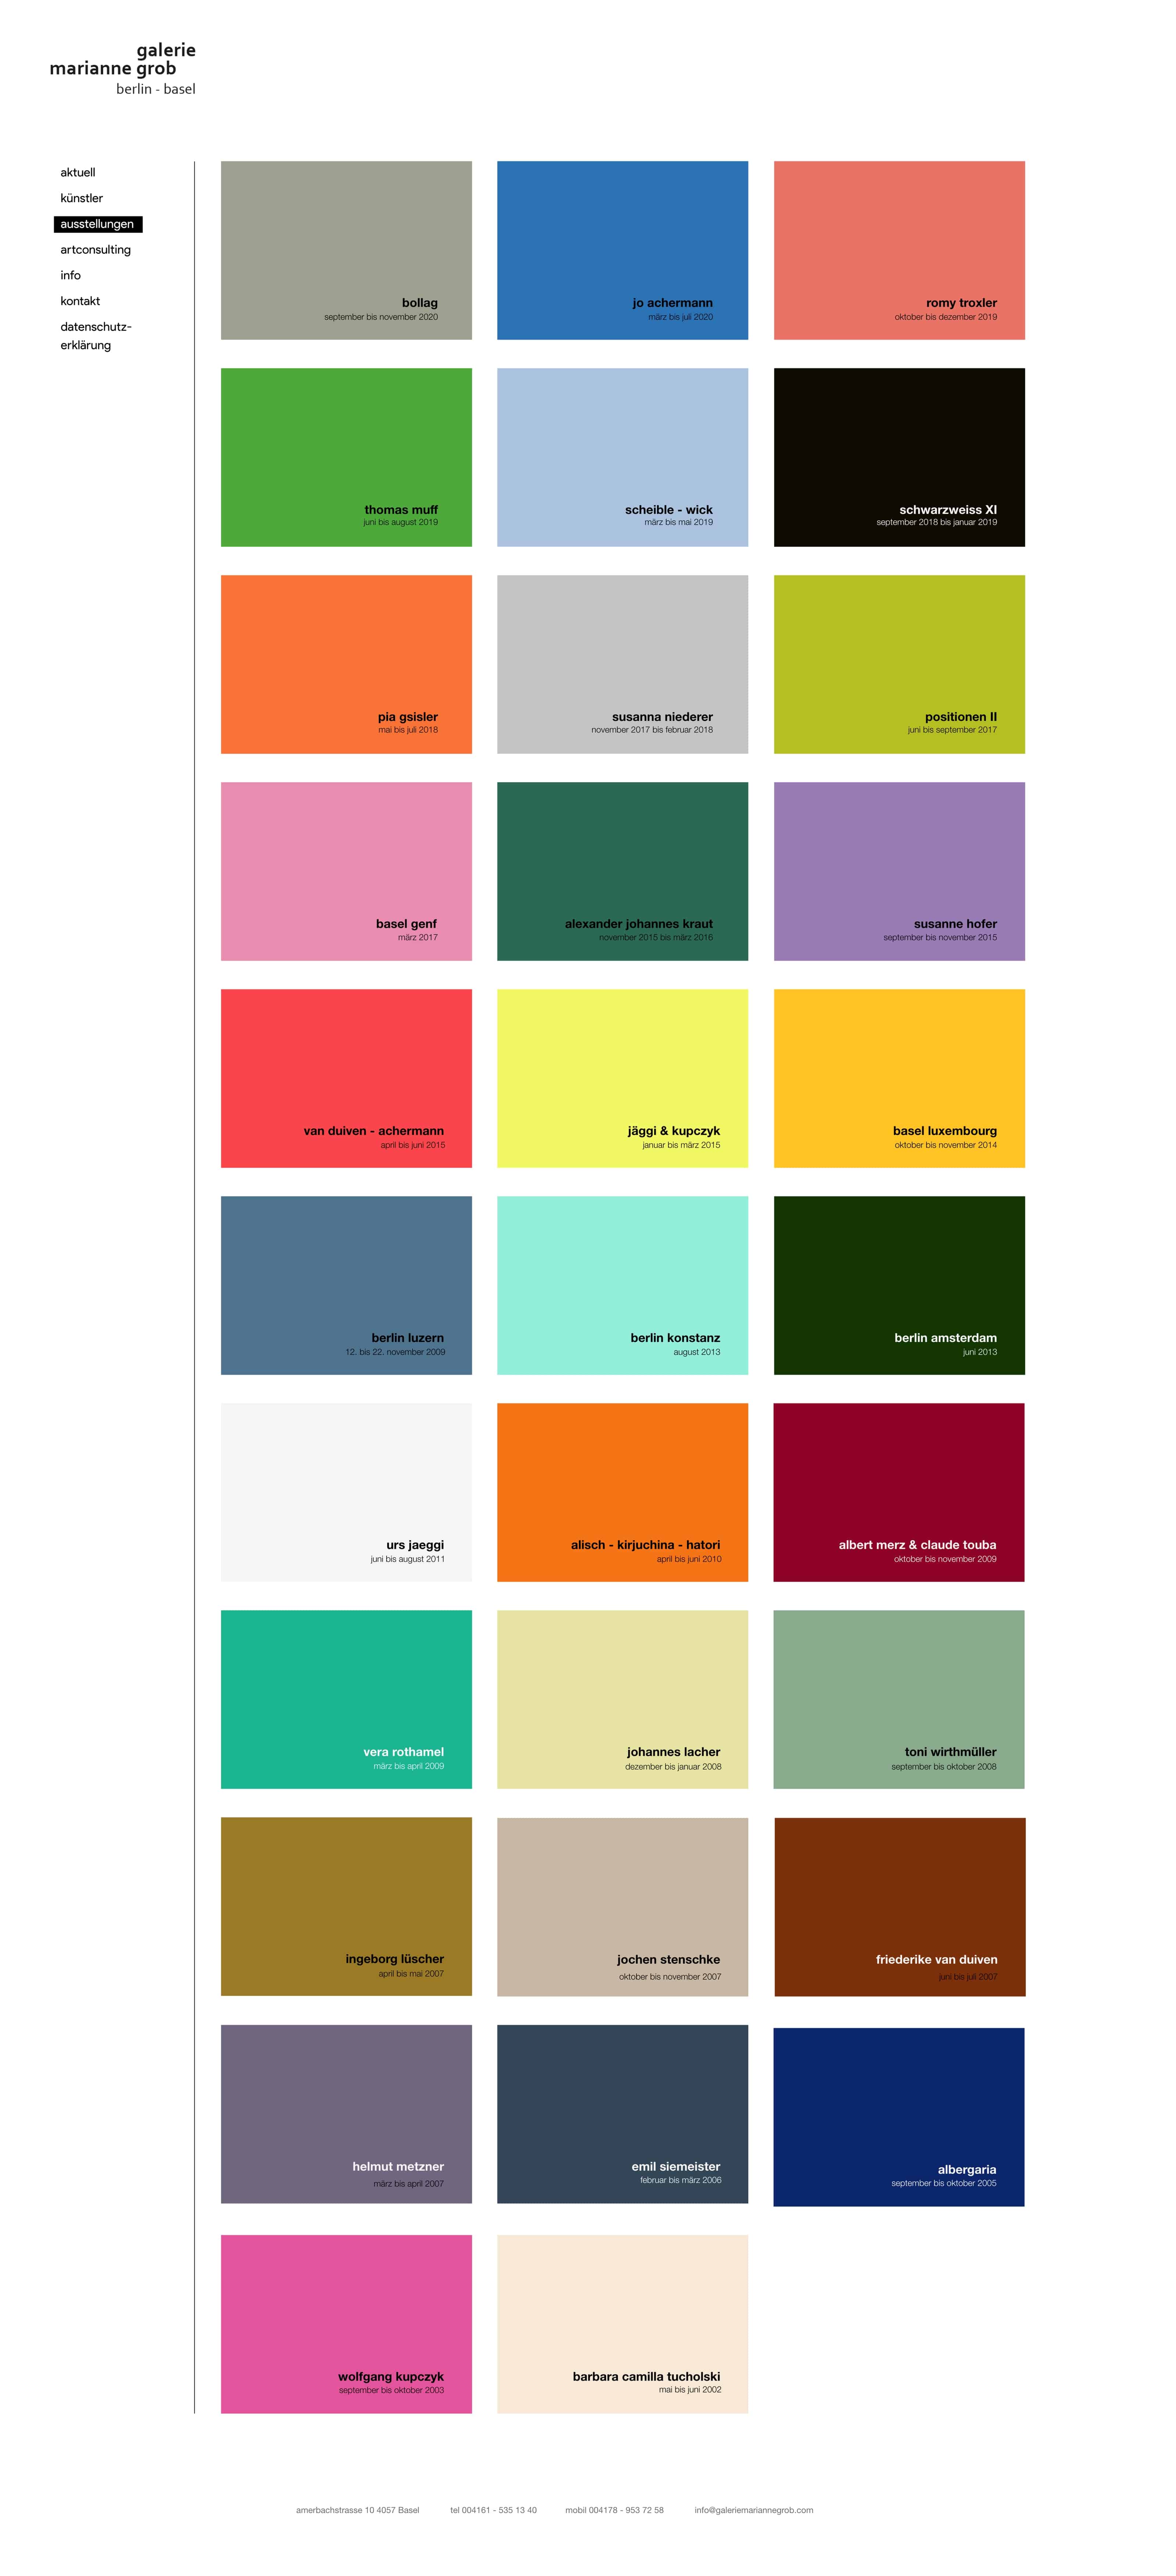 galerie
marianne grob
berlin - basel
aktuell
künstler
ausstellungen
artconsulting
info
kontakt
datenschutz-
erklärung
bollag
september bis november 2020
jo achermann
märz bis juli 2020
romy troxler
oktober bis dezember 2019
thomas muff
juni bis august 2019
scheible - wick
märz bis mai 2019
schwarzweiss XI
september 2018 bis januar 2019
pia gsisler
mai bis juli 2018
susanna niederer
november 2017 bis februar 2018
positionen II
juni bis september 2017
basel genf
märz 2017
alexander johannes kraut
november 2015 bis märz 2016
susanne hofer
september bis november 2015
van duiven - achermann
april bis juni 2015
jäggi & kupczyk
januar bis märz 2015
basel luxembourg
oktober bis november 2014
berlin luzern
12. bis 22. november 2009
berlin konstanz
august 2013
berlin amsterdam
juni 2013
urs jaeggi
juni bis august 2011
alisch - kirjuchina - hatori
april bis juni 2010
albert merz & claude touba
oktober bis november 2009
vera rothamel
märz bis april 2009
johannes lacher
dezember bis januar 2008
toni wirthmüller
september bis oktober 2008
ingeborg lüscher
april bis mai 2007
jochen stenschke
oktober bis november 2007
friederike van duiven
juni bis juli 2007
helmut metzner
märz bis april 2007
emil siemeister
februar bis märz 2006
albergaria
september bis oktober 2005
wolfgang kupczyk
september bis oktober 2003
barbara camilla tucholski
mai bis juni 2002
amerbachstrasse 10 4057 Basel tel 004161 - 535 13 40 mobil 004178 - 953 72 58 info@galeriemariannegrob.com